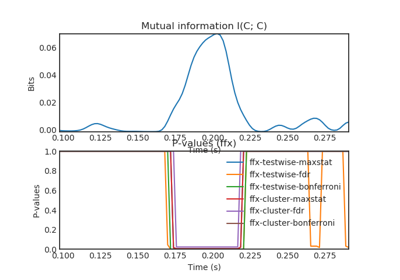 Mutual information I(C; C)
0.06
0.04
0.02
0.00
Bits
0.100 0.125 0.150 0.175 0.200 0.225 0.250 0.275
Time (s)
P-values (ffx)
1.0
0.8
0.6
0.4
0.2
0.0
P-values
ffx-testwise-maxstat
ffx-testwise-fdr
ffx-testwise-bonferroni
ffx-cluster-maxstat
ffx-cluster-fdr
ffx-cluster-bonferroni
0.100 0.125 0.150 0.175 0.200 0.225 0.250 0.275
Time (s)